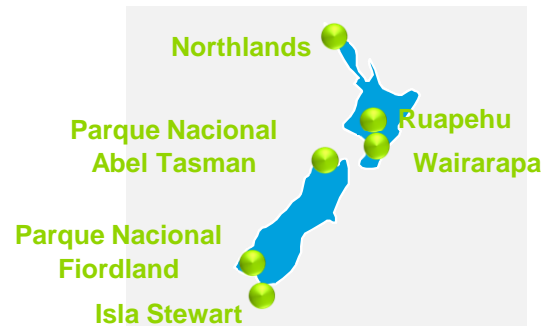 Northlands
Ruapehu
Parque Nacional
Abel Tasman
Wairarapa
Parque Nacional
Fiordland
Isla Stewart